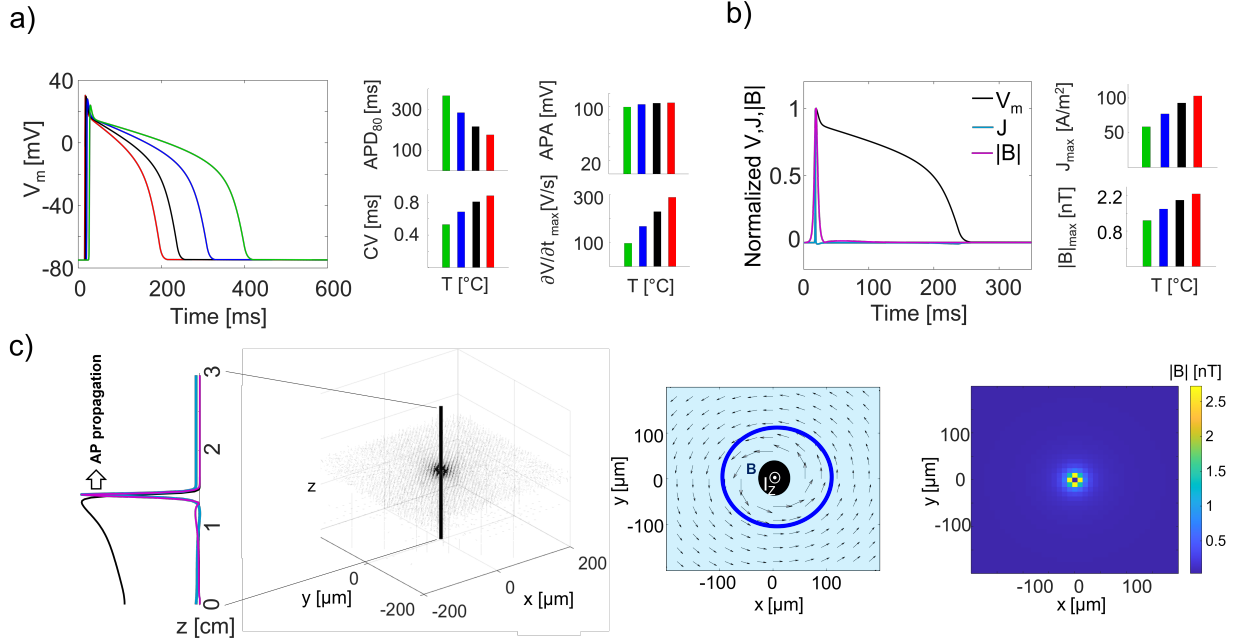 a)
V_m [mV]
40
0
-40
-80
0
200
400
600
Time [ms]
APD_80 [ms]
300
100
APA [mV]
100
20
CV [ms]
0.8
0.4
∂V/∂t_max [V/s]
300
100
T [°C]
T [°C]
b)
Normalized V,J,|B|
1
0.5
0
0
100
200
300
Time [ms]
V_m
J
|B|
J_max [A/m²]
100
50
|B|_max [nT]
2.2
0.8
T [°C]
c)
AP propagation
3
2
1
0
z [cm]
z
0
-200
y [µm]
-200
0
200
x [µm]
100
0
-100
y [µm]
B
I_z
-100
0
100
x [µm]
100
0
-100
y [µm]
-100
0
100
x [µm]
|B| [nT]
2.5
2
1.5
1
0.5